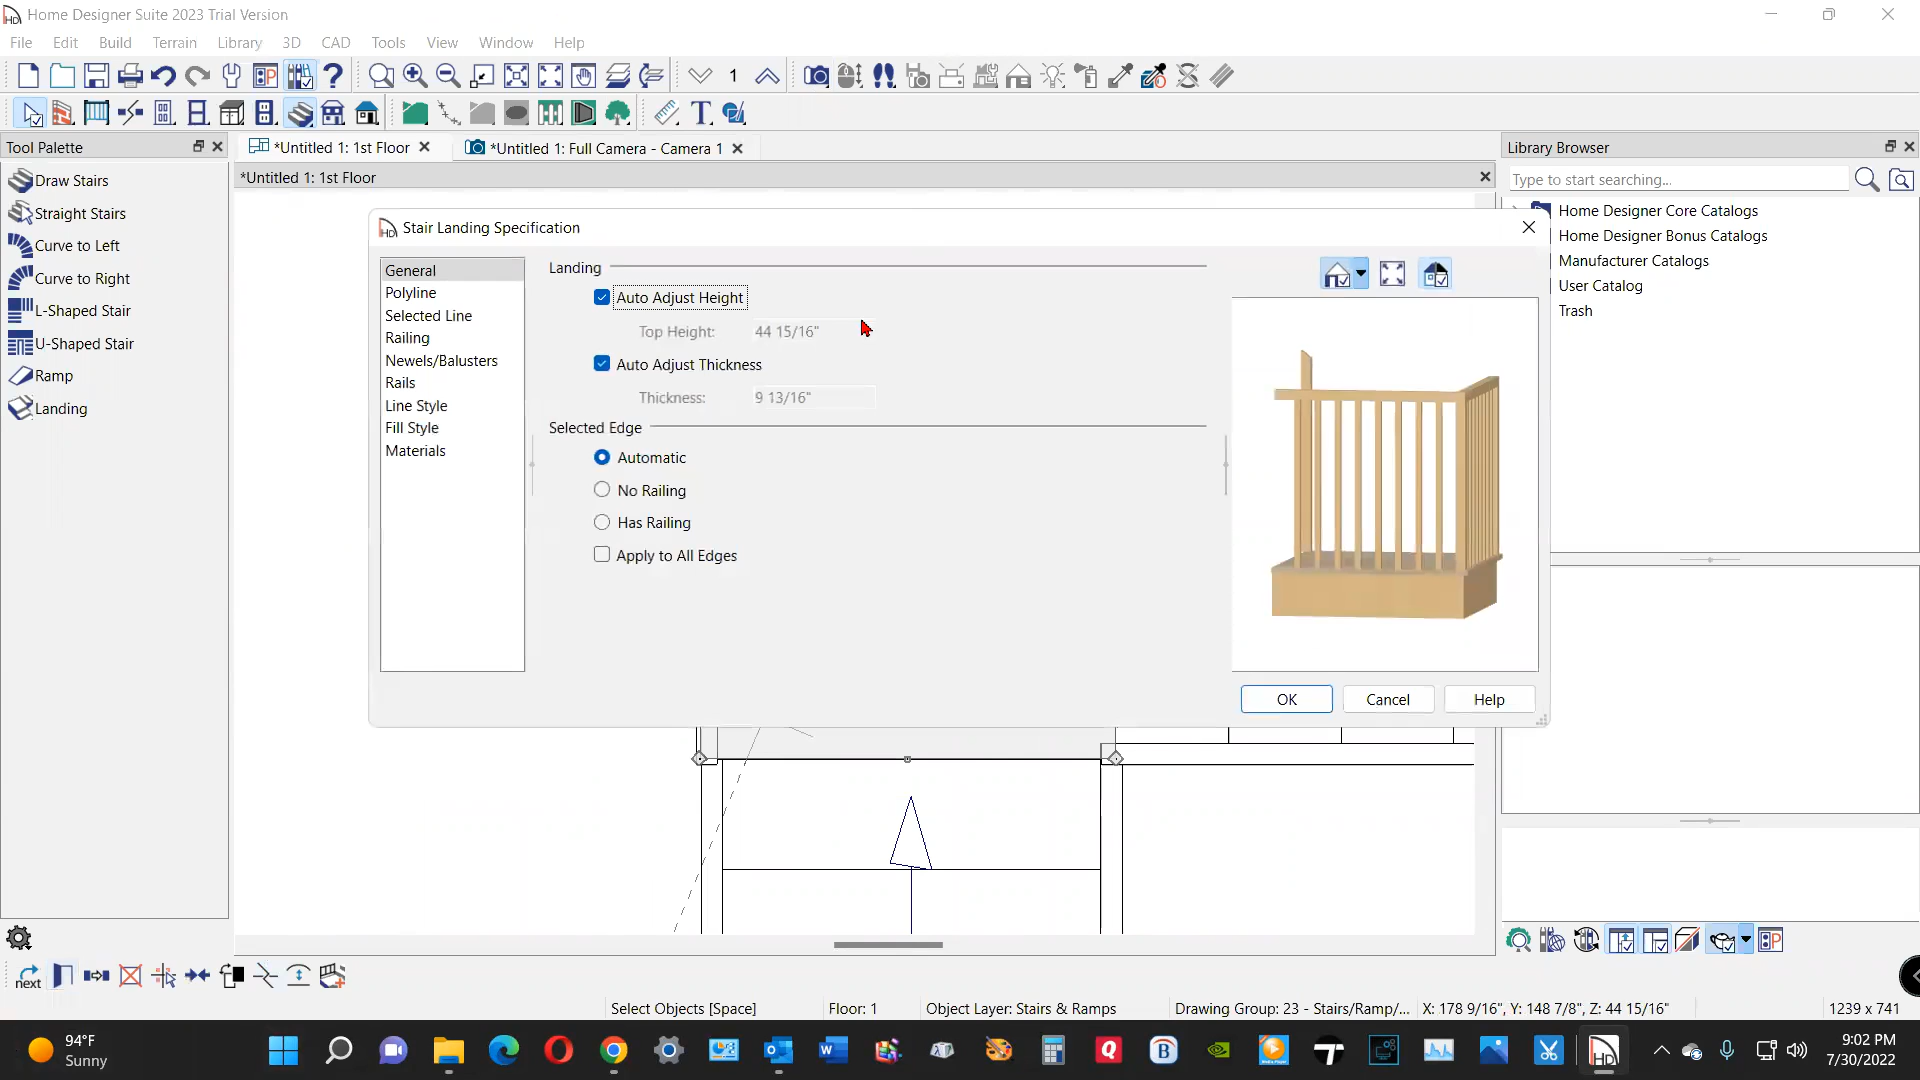 Home Designer Suite 2023 Trial Version
File Edit Build Terrain Library 3D CAD Tools View Window Help
1
Tool Palette
*Untitled 1: 1st Floor
*Untitled 1: Full Camera - Camera 1
Library Browser
*Untitled 1: 1st Floor
Type to start searching...
Draw Stairs
Straight Stairs
Curve to Left
Curve to Right
L-Shaped Stair
U-Shaped Stair
Ramp
Landing
Home Designer Core Catalogs
Home Designer Bonus Catalogs
Manufacturer Catalogs
User Catalog
Trash
Stair Landing Specification
General
Polyline
Selected Line
Railing
Newels/Balusters
Rails
Line Style
Fill Style
Materials
Landing
Auto Adjust Height
Top Height: 44 15/16"
Auto Adjust Thickness
Thickness: 9 13/16"
Selected Edge
Automatic
No Railing
Has Railing
Apply to All Edges
OK Cancel Help
next
Select Objects [Space] Floor: 1 Object Layer: Stairs & Ramps Drawing Group: 23 - Stairs/Ramp/... X: 178 9/16", Y: 148 7/8", Z: 44 15/16" 1239 x 741
94°F
Sunny
9:02 PM
7/30/2022